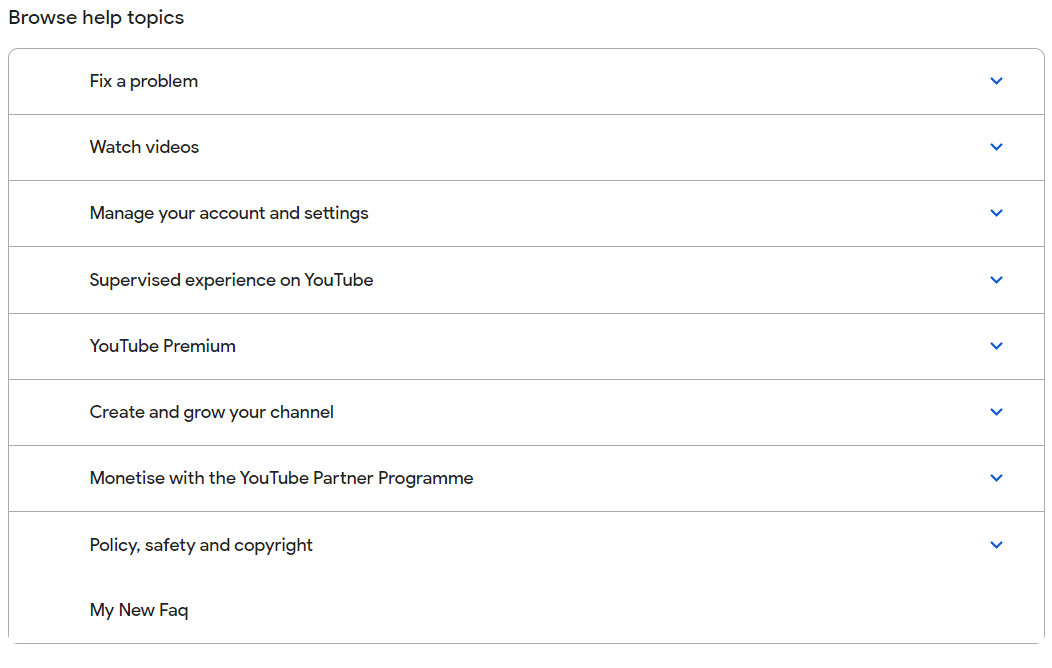 Browse help topics
Fix a problem
Watch videos
Manage your account and settings
Supervised experience on YouTube
YouTube Premium
Create and grow your channel
Monetise with the YouTube Partner Programme
Policy, safety and copyright
My New Faq